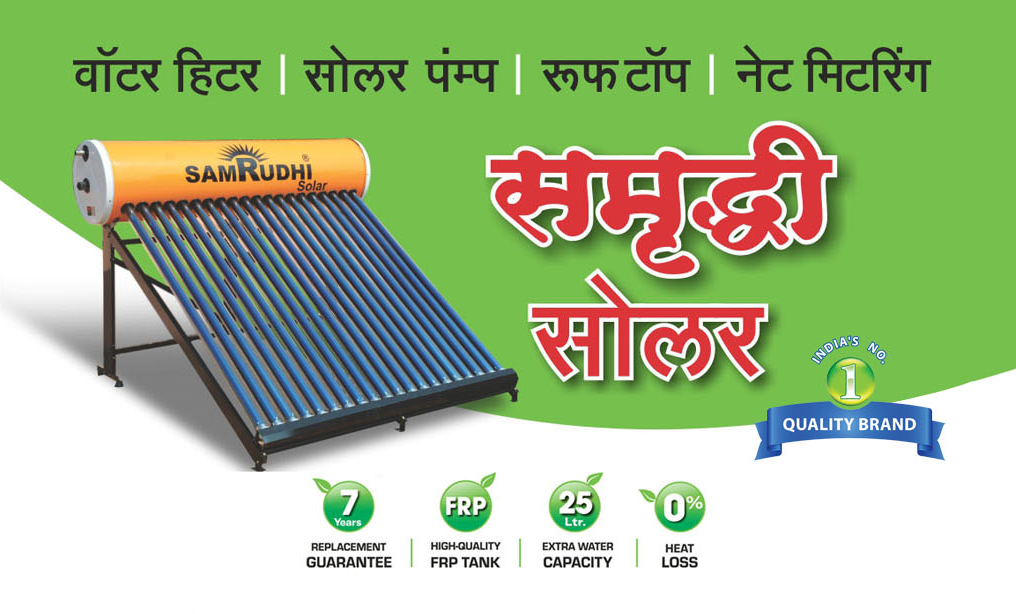 वॉटर हिटर | सोलर पंम्प | रूफटॉप | नेट मिटरिंग
SAMRUDHI®
Solar
समृद्धी
सोलर
INDIA'S NO.
1
QUALITY BRAND
7
Years
REPLACEMENT
GUARANTEE
FRP
HIGH-QUALITY
FRP TANK
25
Ltr.
EXTRA WATER
CAPACITY
0%
HEAT
LOSS